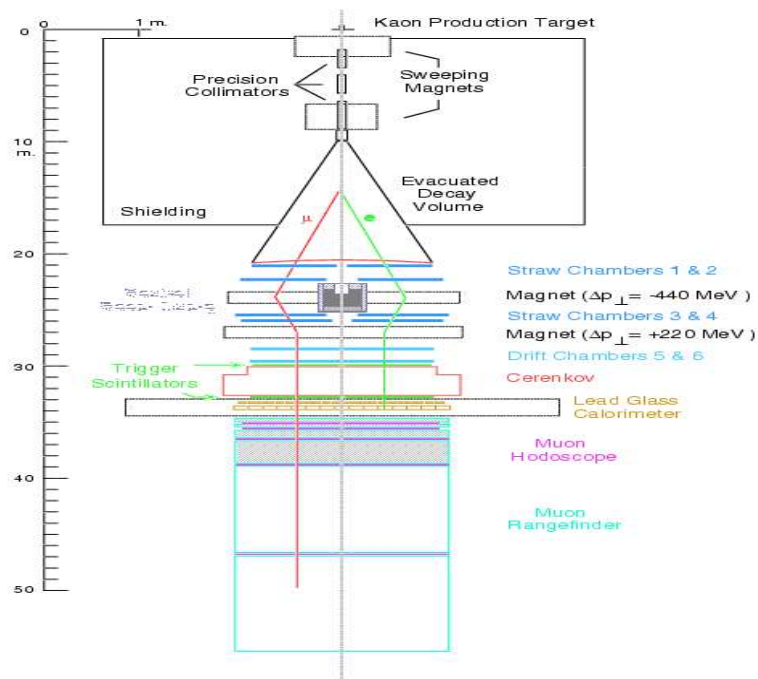 0
1 m.
Kaon Production Target
0
Precision
Collimators
Sweeping
Magnets
10
m.
Evacuated
Decay
Volume
Shielding
μ
e
20
Straw Chambers 1 & 2
Magnet (Δp⊥= -440 MeV )
Straw Chambers 3 & 4
Magnet (Δp⊥= +220 MeV )
Drift Chambers 5 & 6
30
Trigger
Scintillators
Cerenkov
Lead Glass
Calorimeter
Muon
Hodoscope
40
Muon
Rangefinder
50